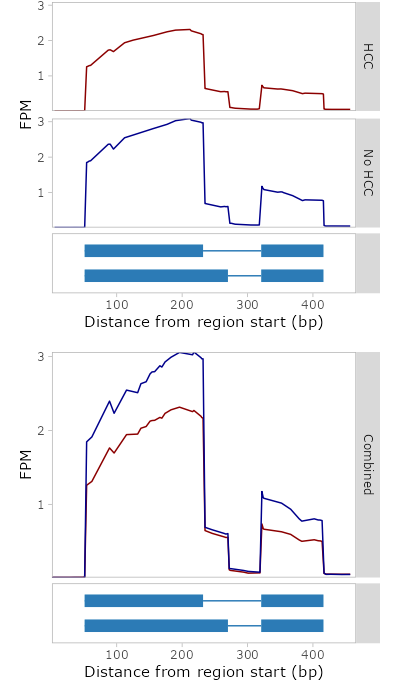 3
2
1
HCC
FPM
3
2
1
No HCC
100 200 300 400
Distance from region start (bp)
3
2
1
FPM
Combined
100 200 300 400
Distance from region start (bp)